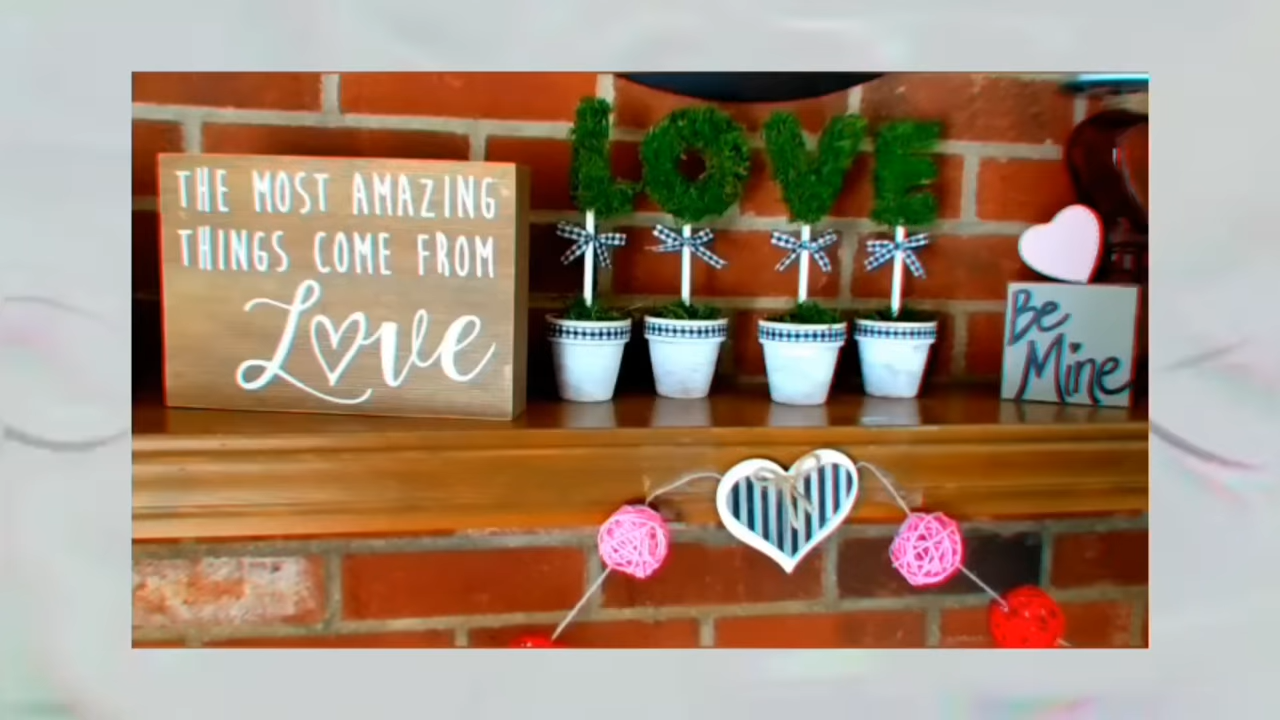 THE MOST AMAZING
THINGS COME FROM
Love
LOVE
Be
Mine